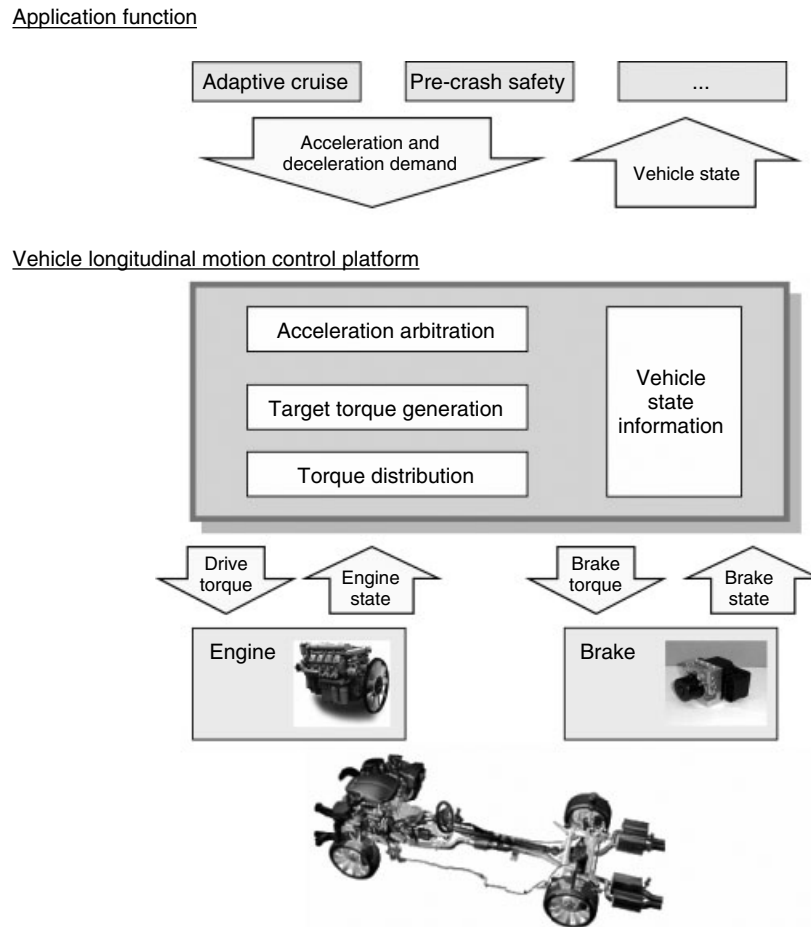 Application function
Adaptive cruise
Pre-crash safety
...
Acceleration and
deceleration demand
Vehicle state
Vehicle longitudinal motion control platform
Acceleration arbitration
Target torque generation
Torque distribution
Vehicle
state
information
Drive
torque
Engine
state
Brake
torque
Brake
state
Engine
Brake